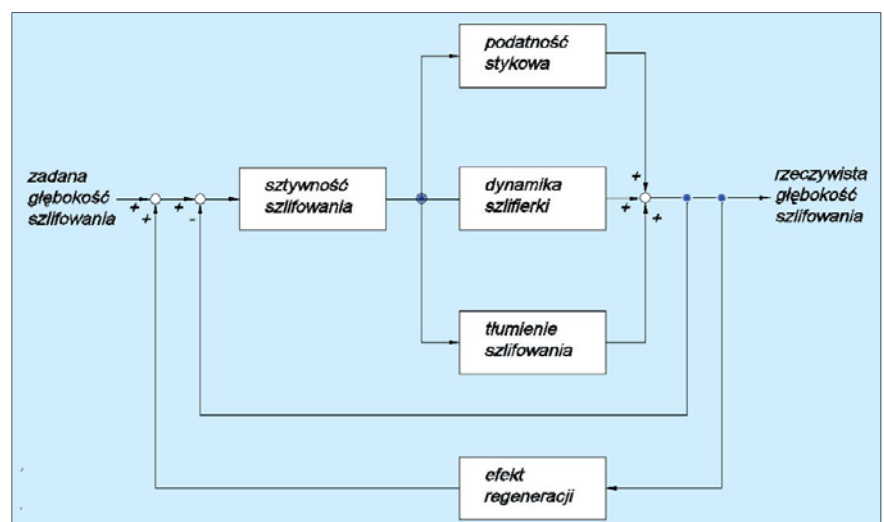 podatność
stykowa
zadana
głębokość
szlifowania
sztywność
szlifowania
dynamika
szlifierki
rzeczywista
głębokość
szlifowania
+
+
+
+
-
+
+
tłumienie
szlifowania
efekt
regeneracji